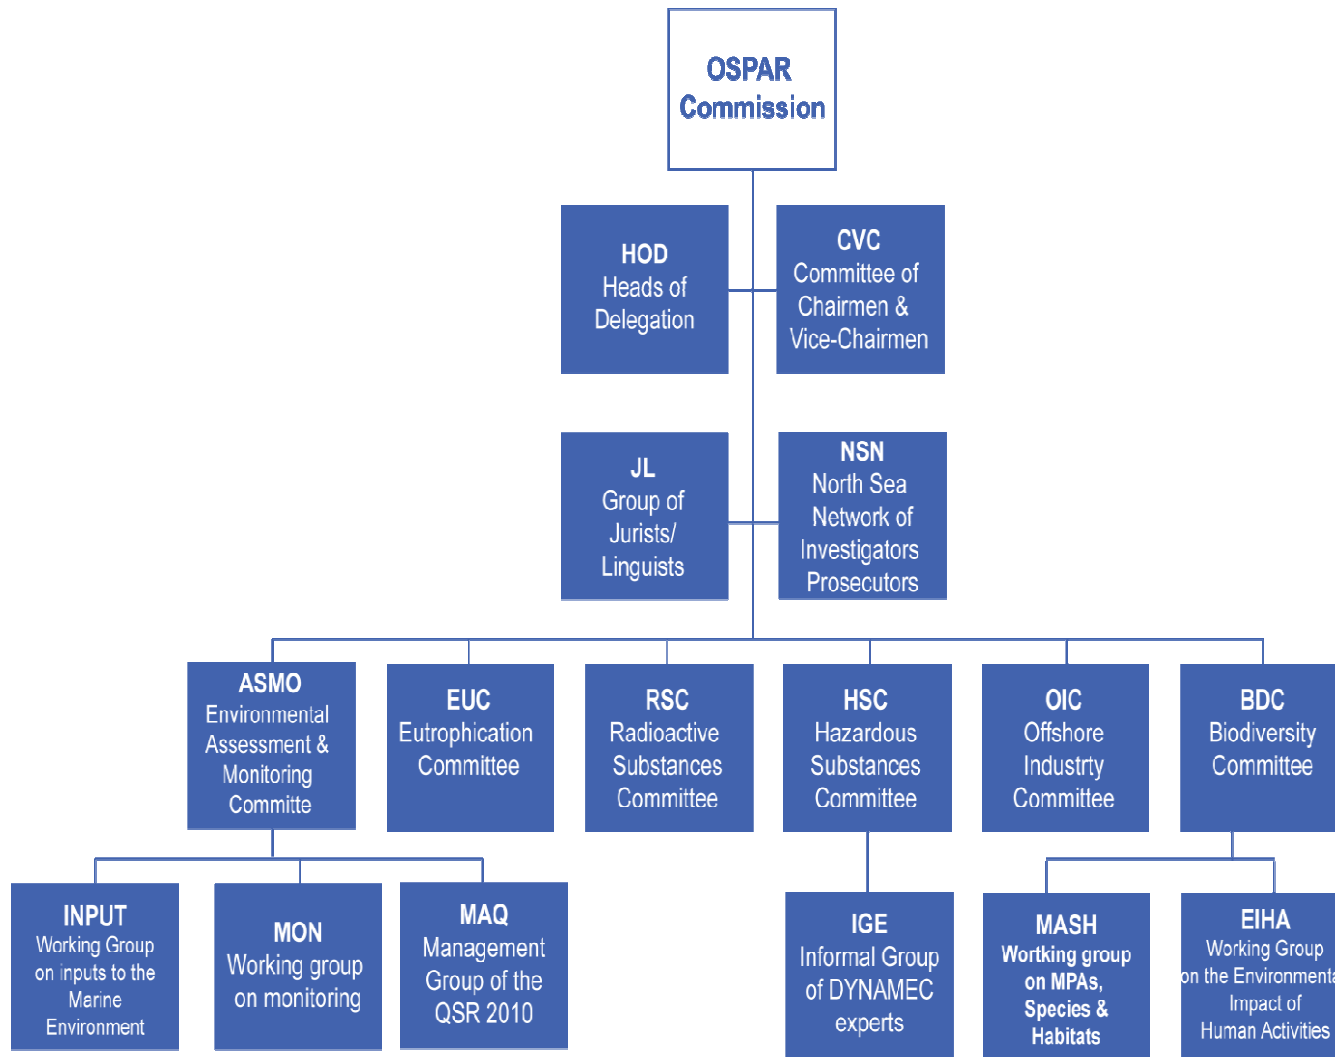 OSPAR
Commission
HOD
Heads of
Delegation
CVC
Committee of
Chairmen &
Vice-Chairmen
JL
Group of
Jurists/
Linguists
NSN
North Sea
Network of
Investigators
Prosecutors
ASMO
Environmental
Assessment &
Monitoring
Committe
EUC
Eutrophication
Committee
RSC
Radioactive
Substances
Committee
HSC
Hazardous
Substances
Committee
OIC
Offshore
Industrty
Committee
BDC
Biodiversity
Committee
INPUT
Working Group
on inputs to the
Marine
Environment
MON
Working group
on monitoring
MAQ
Management
Group of the
QSR 2010
IGE
Informal Group
of DYNAMEC
experts
MASH
Wortking group
on MPAs,
Species &
Habitats
EIHA
Working Group
on the Environmenta
Impact of
Human Activities